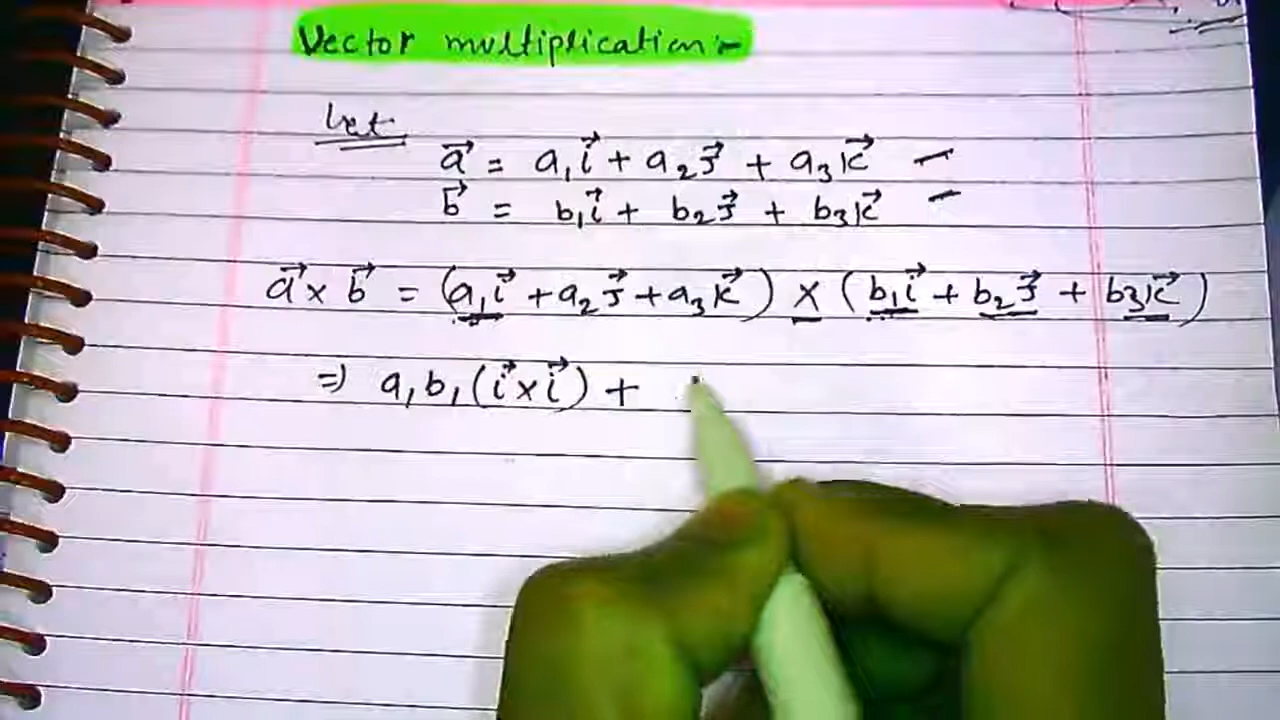 Vector multiplication:-
Let
a⃗ = a₁i⃗ + a₂j⃗ + a₃k⃗
b⃗ = b₁i⃗ + b₂j⃗ + b₃k⃗
a⃗ × b⃗ = (a₁i⃗ + a₂j⃗ + a₃k⃗) × (b₁i⃗ + b₂j⃗ + b₃k⃗)
⇒ a₁b₁(i⃗ × i⃗) +